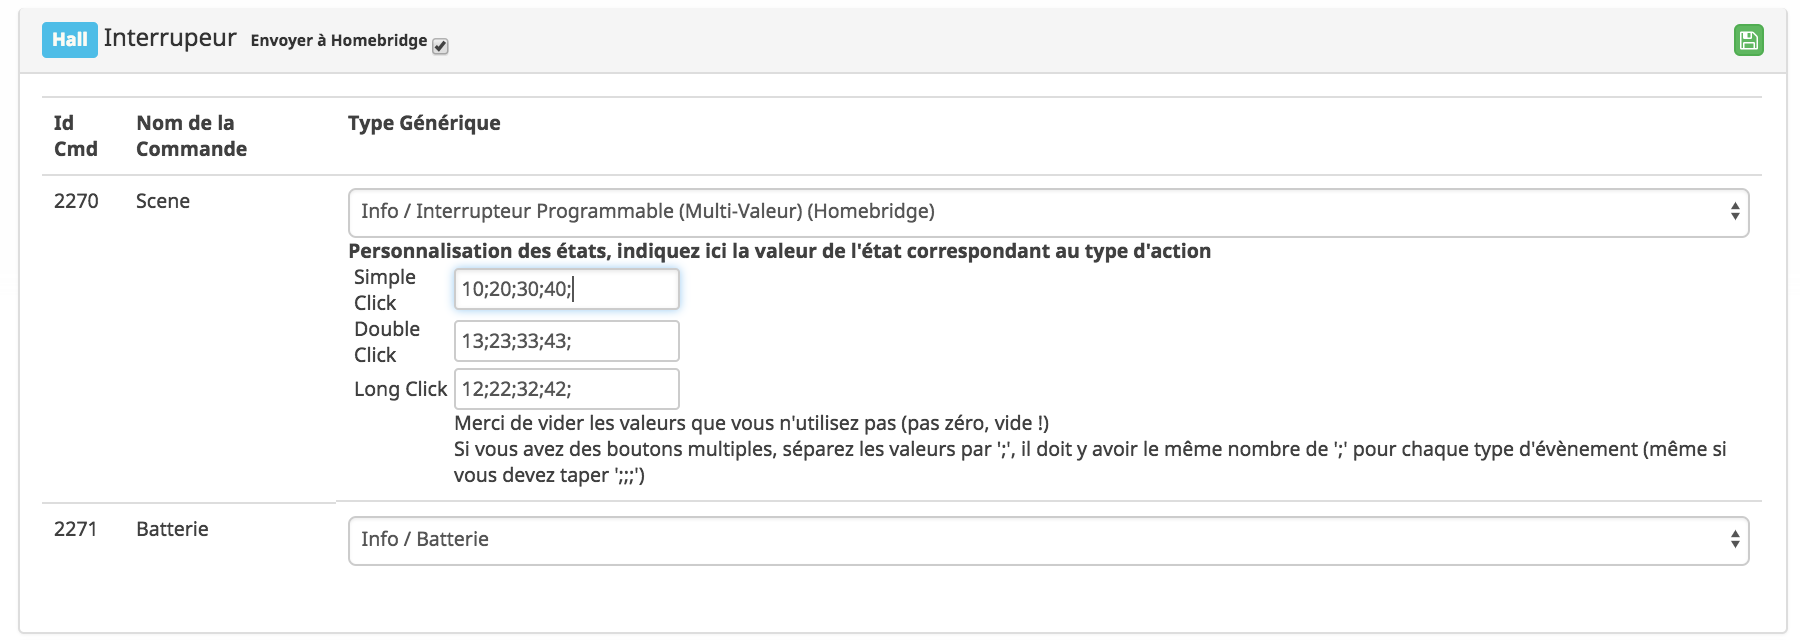 Hall Interrupeur Envoyer à Homebridge
Id Cmd
Nom de la Commande
Type Générique
2270 Scene Info / Interrupteur Programmable (Multi-Valeur) (Homebridge)
Personnalisation des états, indiquez ici la valeur de l'état correspondant au type d'action
Simple Click 10;20;30;40;
Double Click 13;23;33;43;
Long Click 12;22;32;42;
Merci de vider les valeurs que vous n'utilisez pas (pas zéro, vide !)
Si vous avez des boutons multiples, séparez les valeurs par ';', il doit y avoir le même nombre de ';' pour chaque type d'évènement (même si
vous devez taper ';;;')
2271 Batterie Info / Batterie